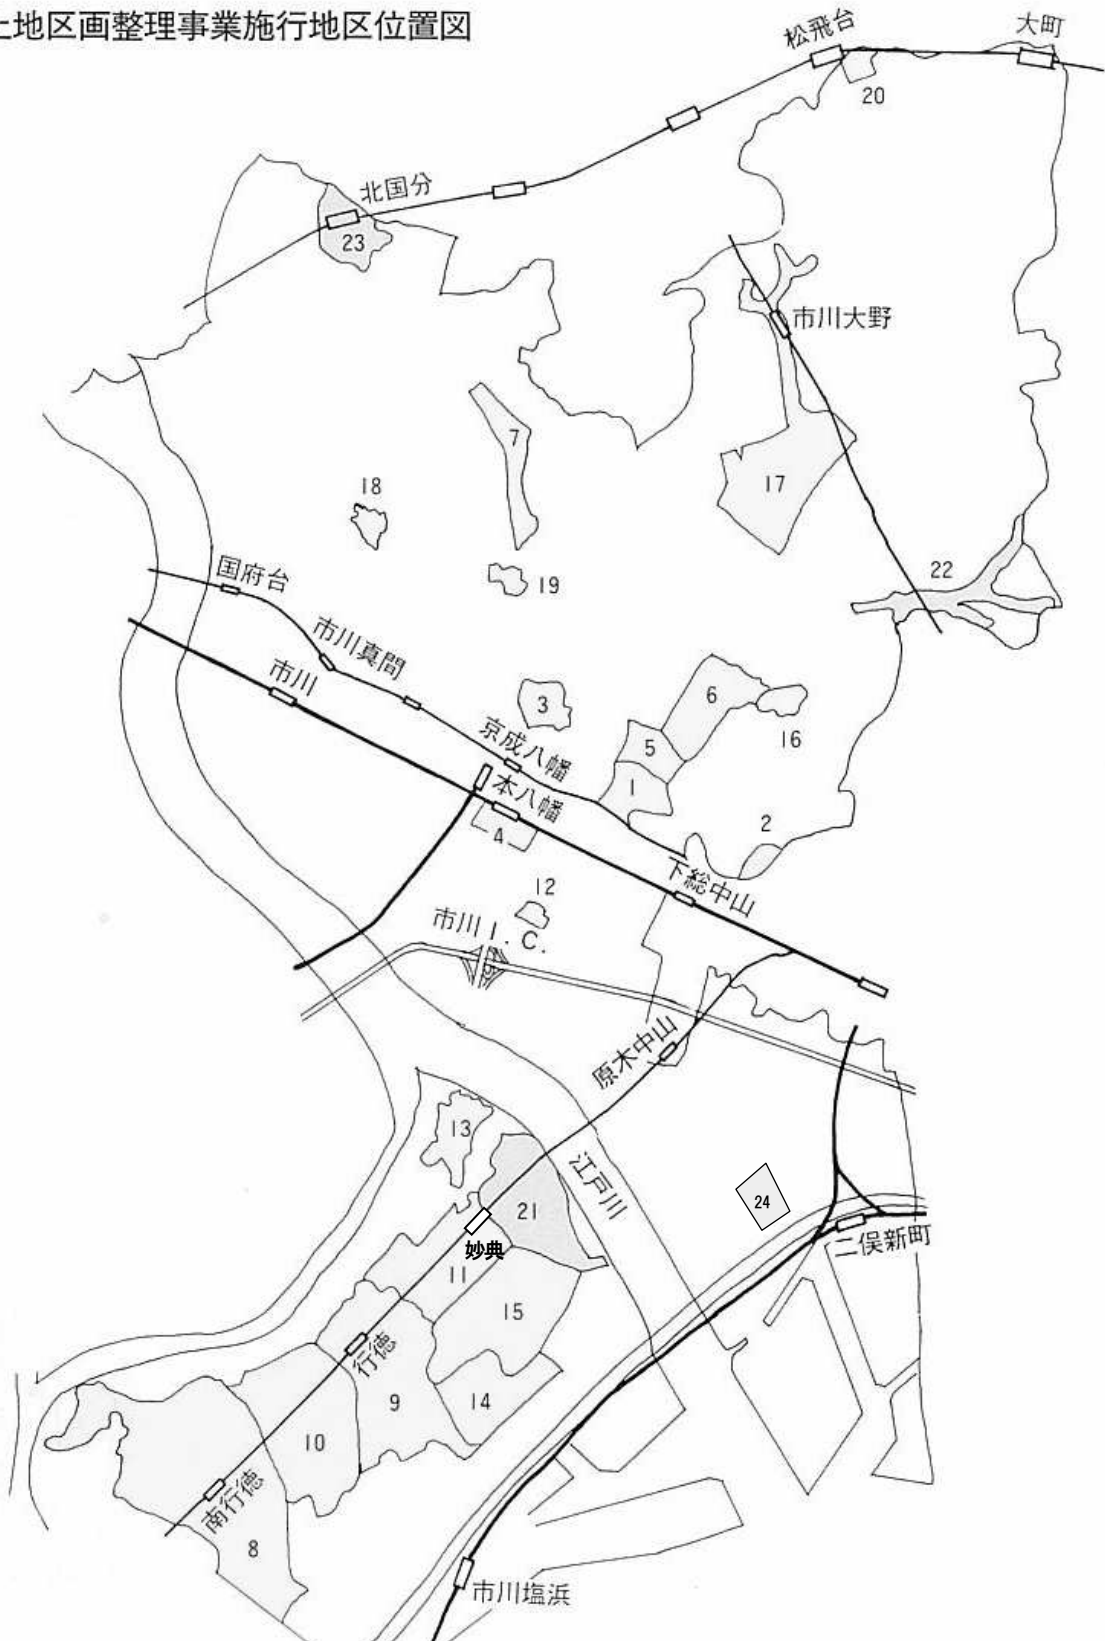 土地区画整理事業施行地区位置図
松飛台
大町
20
北国分
23
市川大野
7
17
18
22
国府台
19
市川真間
市川
3
6
16
京成八幡
5
1
本八幡
4
2
下総中山
12
市川 I. C.
原木中山
13
江戸川
21
24
妙典
二俣新町
11
15
行徳
9
14
10
南行徳
8
市川塩浜